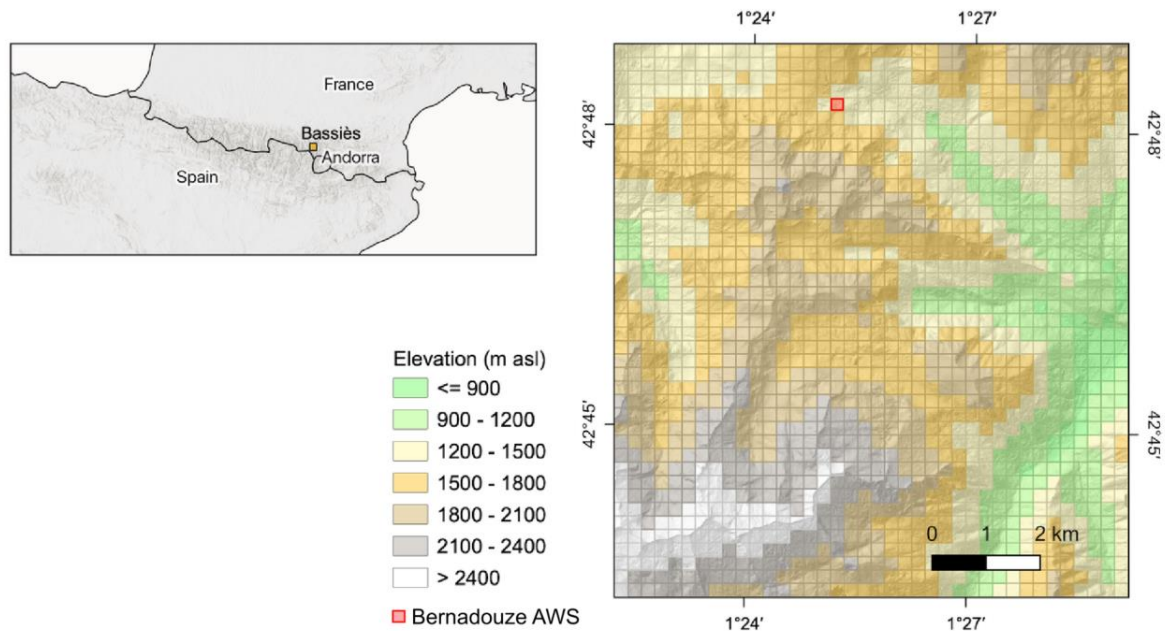 1°24′ 1°27′
France
Bassiès
Andorra
Spain
42°48′
42°48′
42°45′
42°45′
Elevation (m asl)
<= 900
900 - 1200
1200 - 1500
1500 - 1800
1800 - 2100
2100 - 2400
> 2400
Bernadouze AWS
0 1 2 km
1°24′ 1°27′